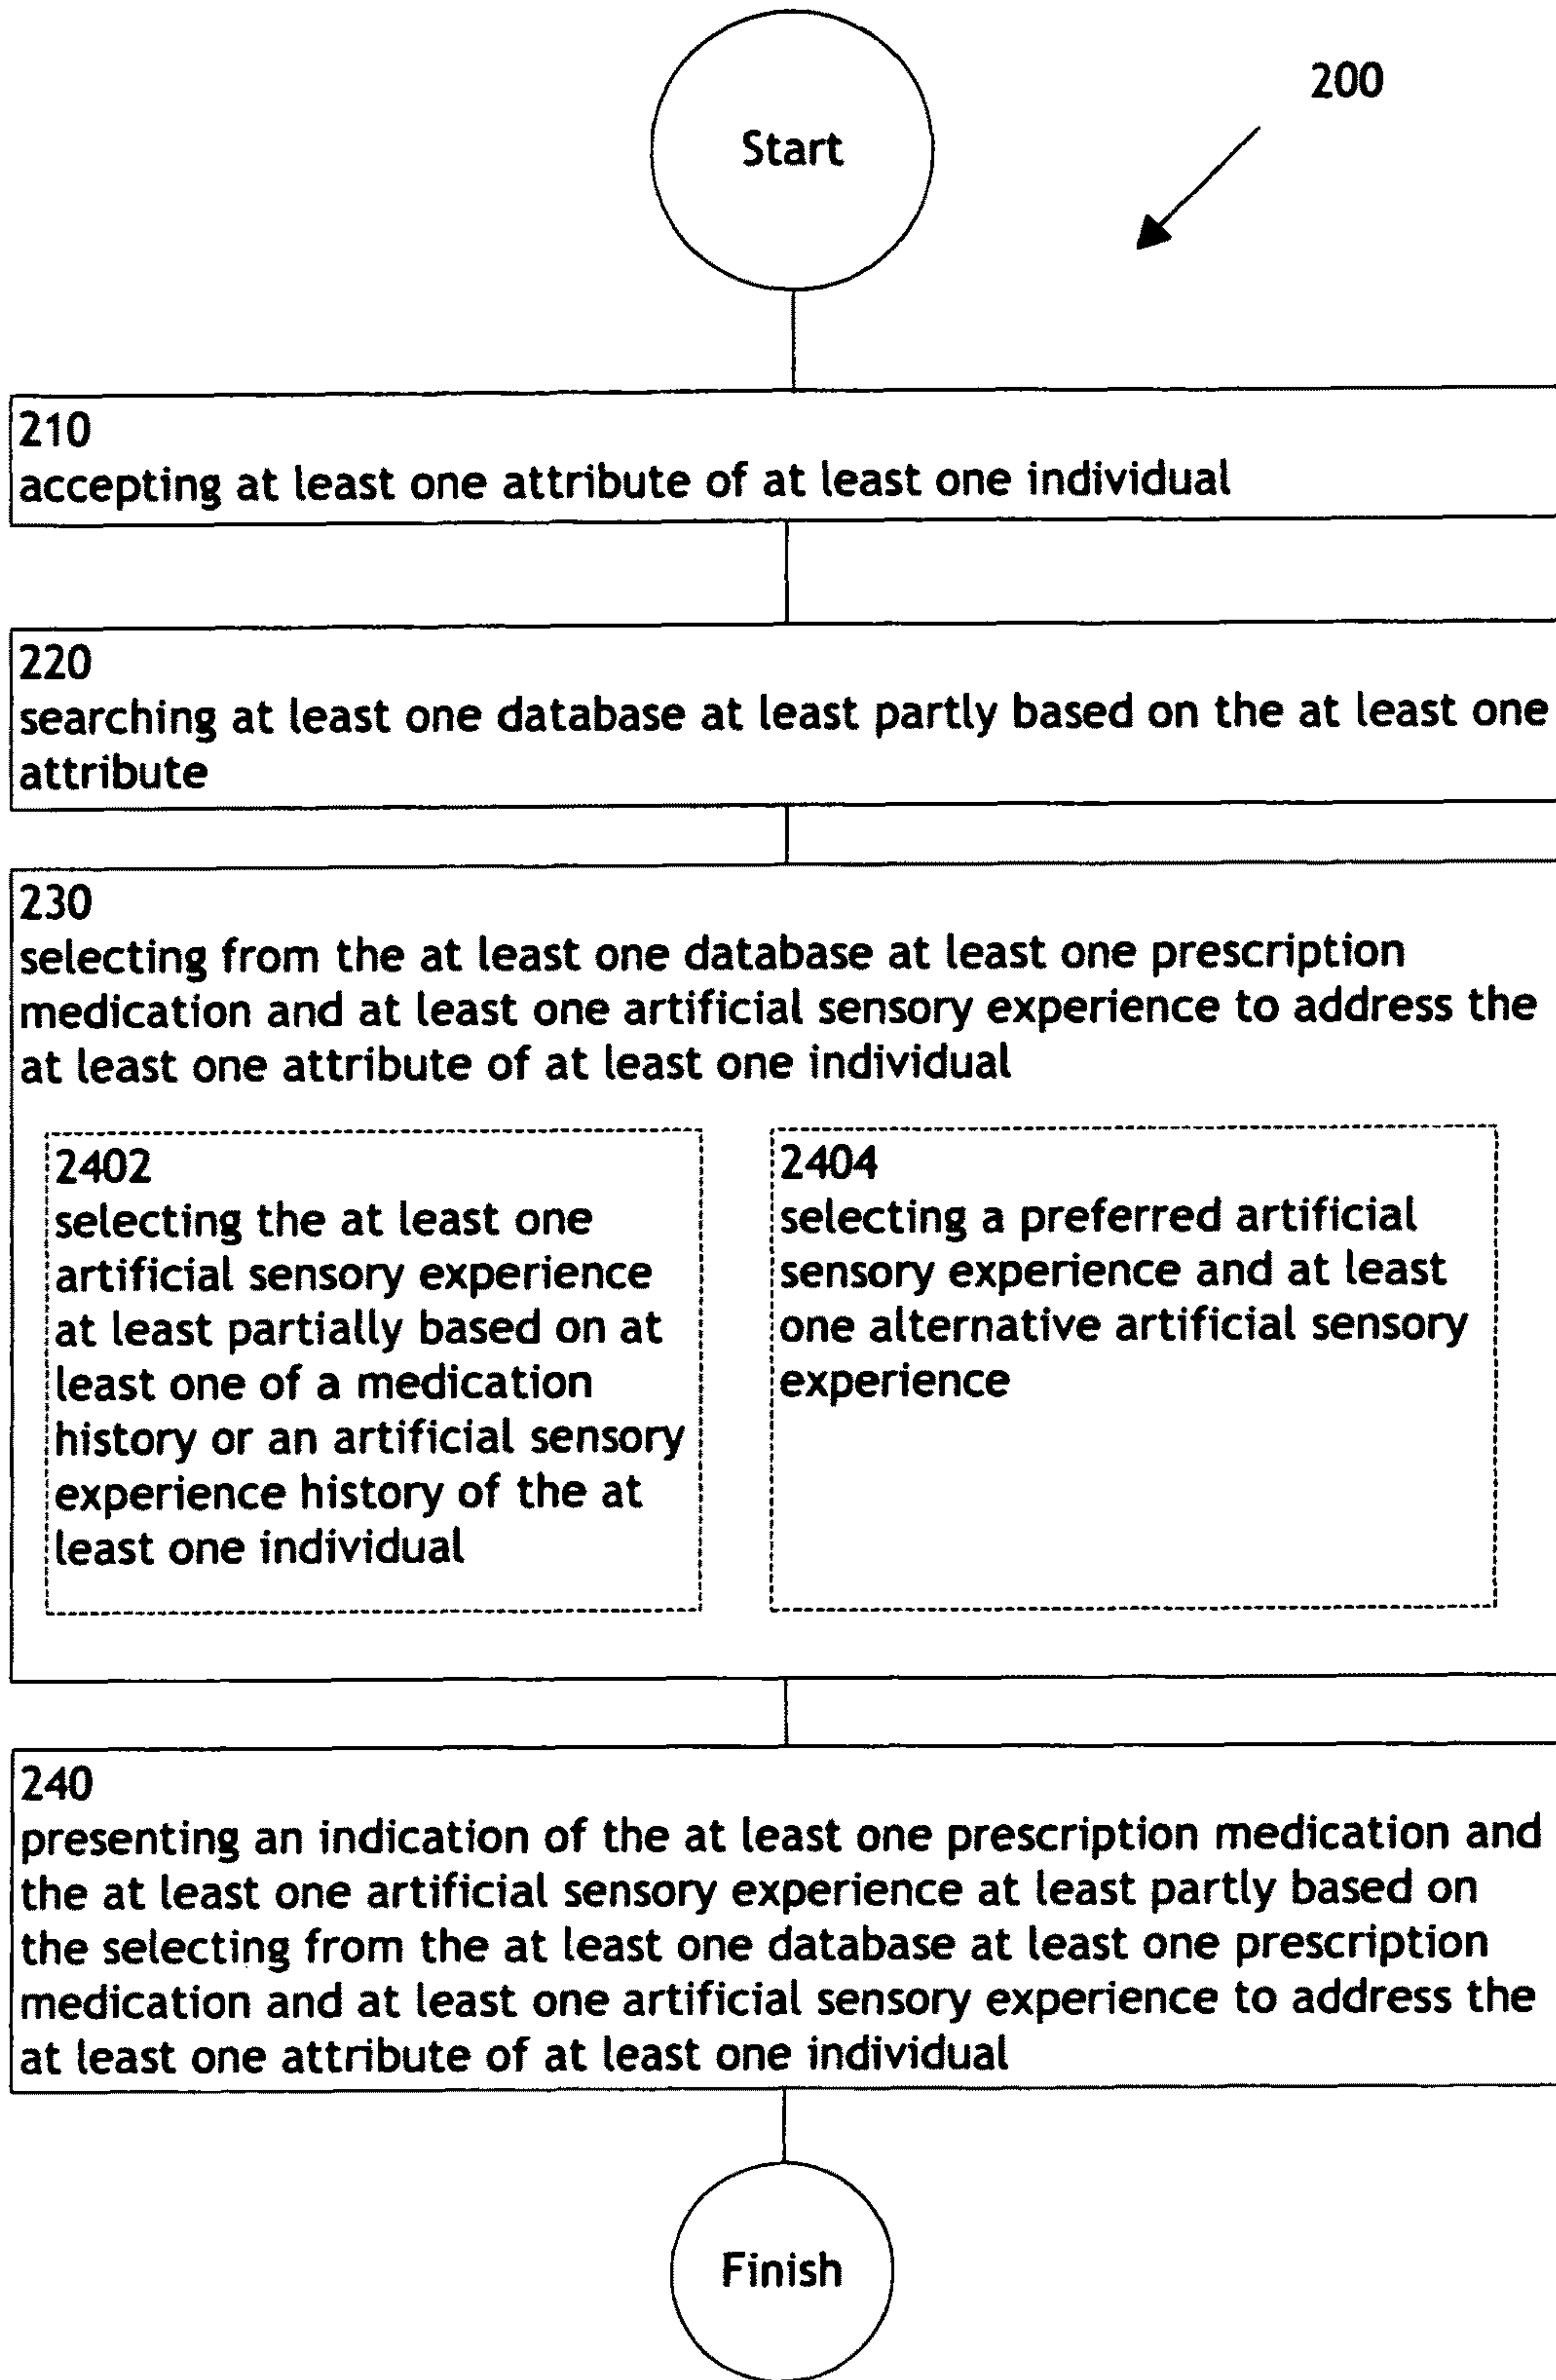 200
Start
210
accepting at least one attribute of at least one individual
220
searching at least one database at least partly based on the at least one
attribute
230
selecting from the at least one database at least one prescription
medication and at least one artificial sensory experience to address the
at least one attribute of at least one individual
2402
selecting the at least one
artificial sensory experience
at least partially based on at
least one of a medication
history or an artificial sensory
experience history of the at
least one individual
2404
selecting a preferred artificial
sensory experience and at least
one alternative artificial sensory
experience
240
presenting an indication of the at least one prescription medication and
the at least one artificial sensory experience at least partly based on
the selecting from the at least one database at least one prescription
medication and at least one artificial sensory experience to address the
at least one attribute of at least one individual
Finish